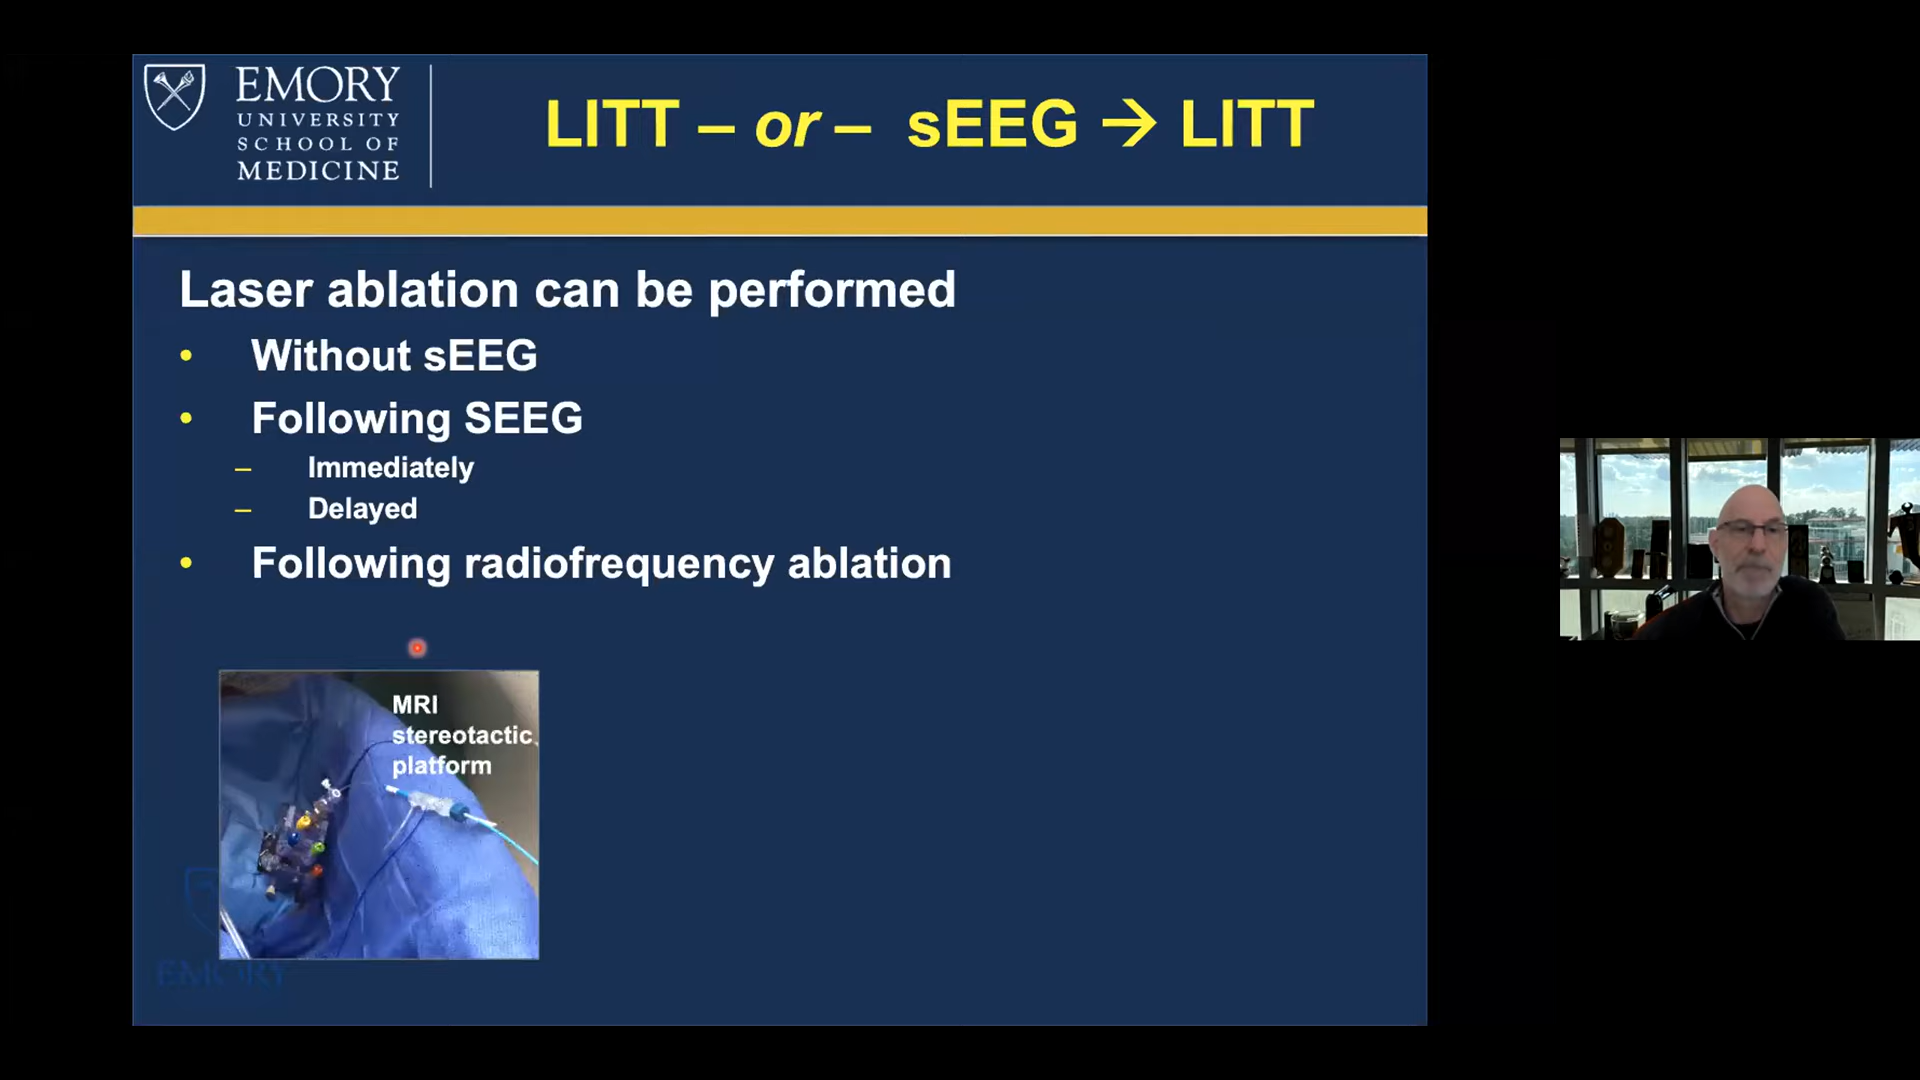 EMORY
UNIVERSITY
SCHOOL OF
MEDICINE
LITT – or – sEEG → LITT
Laser ablation can be performed
• Without sEEG
• Following SEEG
– Immediately
– Delayed
• Following radiofrequency ablation
MRI
stereotactic
platform
EMORY